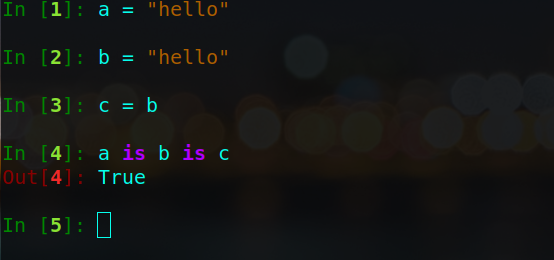 In [1]: a = "hello"
In [2]: b = "hello"
In [3]: c = b
In [4]: a is b is c
Out[4]: True
In [5]: